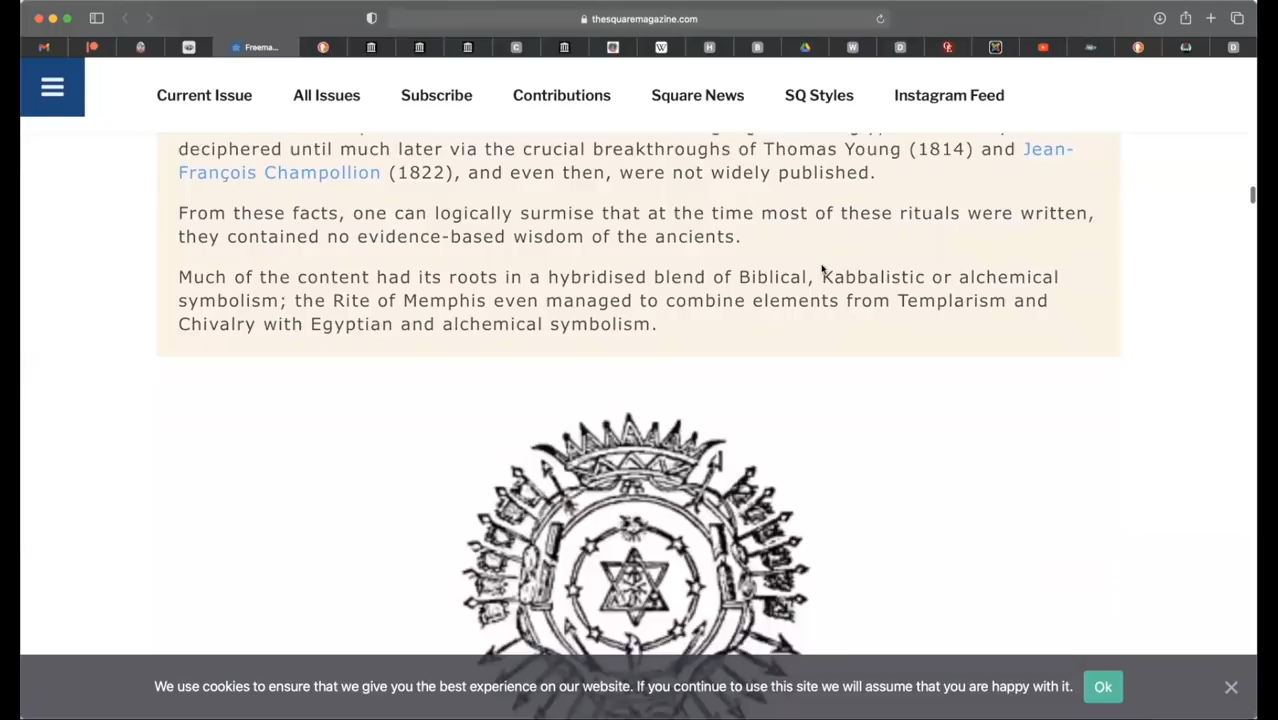 thesquaremagazine.com
Freema...
Current Issue
All Issues
Subscribe
Contributions
Square News
SQ Styles
Instagram Feed
deciphered until much later via the crucial breakthroughs of Thomas Young (1814) and Jean-
François Champollion (1822), and even then, were not widely published.
From these facts, one can logically surmise that at the time most of these rituals were written,
they contained no evidence-based wisdom of the ancients.
Much of the content had its roots in a hybridised blend of Biblical, Kabbalistic or alchemical
symbolism; the Rite of Memphis even managed to combine elements from Templarism and
Chivalry with Egyptian and alchemical symbolism.
We use cookies to ensure that we give you the best experience on our website. If you continue to use this site we will assume that you are happy with it.
Ok